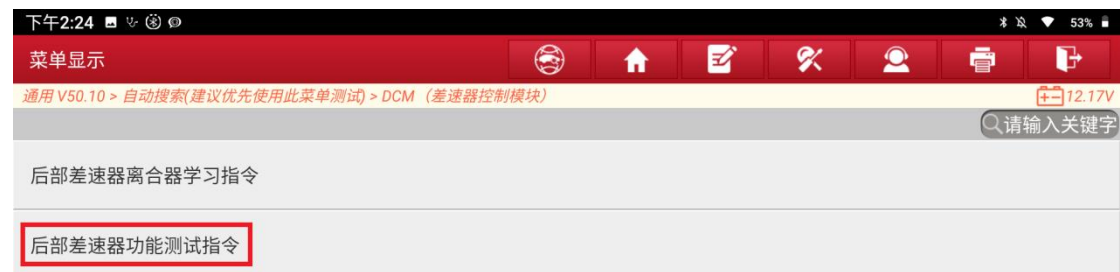 下午2:24 53%
菜单显示
通用 V50.10 > 自动搜索(建议优先使用此菜单测试) > DCM（差速器控制模块） 12.17V
请输入关键字
后部差速器离合器学习指令
后部差速器功能测试指令